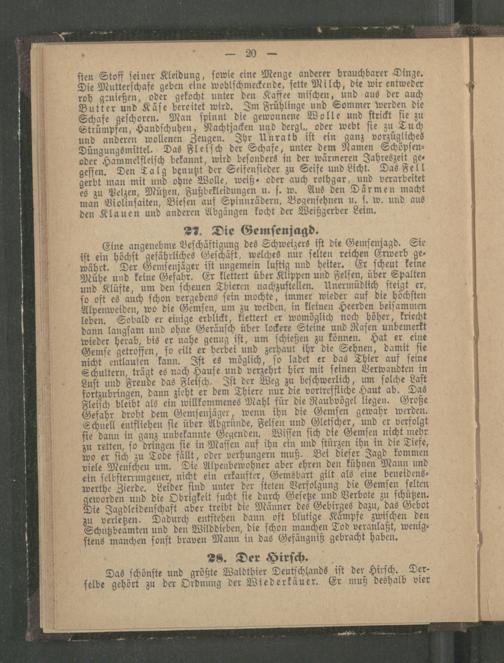 — 20 —
sten Stoff seiner Kleidung, sowie eine Menge anderer brauchbarer Dinge.
Die Mutterschafe geben eine wohlschmeckende, fette Milch, die wir entweder
roh genießen, oder gekocht unter den Kaffee mischen, und aus der auch
Butter und Käse bereitet wird. Im Frühlinge und Sommer werden die
Schafe geschoren. Man spinnt die gewonnene Wolle und strickt sie zu
Strümpfen, Handschuhen, Nachtjacken und dergl. oder webt sie zu Tuch
und anderen wollenen Zeugen. Ihr Unrath ist ein ganz vorzügliches
Düngungsmittel. Das Fleisch der Schafe, unter dem Namen Schöpsen-
oder Hammelfleisch bekannt, wird besonders in der wärmeren Jahreszeit ge-
gessen. Den Talg benutzt der Seifensieder zu Seife und Licht. Das Fell
gerbt man mit und ohne Wolle, weiß- oder auch rothgar, und verarbeitet
es zu Pelzen, Mützen, Fußbekleidungen u. s. w. Aus den Därmen macht
man Violinsaiten, Biesen auf Spinnrädern, Bogensehnen u. s. w. und aus
den Klauen und anderen Abgängen kocht der Weißgerber Leim.
27. Die Gemsenjagd.
Eine angenehme Beschäftigung des Schweizers ist die Gemsenjagd. Sie
ist ein höchst gefährliches Geschäft, welches nur selten reichen Erwerb ge-
währt. Der Gemsenjäger ist ungemein lustig und heiter. Er scheut keine
Mühe und keine Gefahr. Er klettert über Klippen und Felsen, über Spalten
und Klüfte, um den scheuen Thieren nachzustellen. Unermüdlich steigt er,
so oft es auch schon vergebens sein mochte, immer wieder auf die höchsten
Alpenweiden, wo die Gemsen, um zu weiden, in kleinen Heerden beisammen
leben. Sobald er einige erblickt, klettert er womöglich noch höher, kriecht
dann langsam und ohne Geräusch über lockere Steine und Rasen unbemerkt
wieder herab, bis er nahe genug ist, um schießen zu können. Hat er eine
Gemse getroffen, so eilt er herbei und zerhaut ihr die Sehnen, damit sie
nicht entlaufen kann. Ist es möglich, so ladet er das Thier auf seine
Schultern, trägt es nach Hause und verzehrt hier mit seinen Verwandten in
Lust und Freude das Fleisch. Ist der Weg zu beschwerlich, um solche Last
fortzubringen, dann zieht er dem Thiere nur die vortreffliche Haut ab. Das
Fleisch bleibt als ein willkommenes Mahl für die Raubvögel liegen. Große
Gefahr droht dem Gemsenjäger, wenn ihn die Gemsen gewahr werden.
Schnell entfliehen sie über Abgründe, Felsen und Gletscher, und er verfolgt
sie dann in ganz unbekannte Gegenden. Wissen sich die Gemsen nicht mehr
zu retten, so dringen sie in Massen auf ihn ein und stürzen ihn in die Tiefe,
wo er sich zu Tode fällt, oder verhungern muß. Bei dieser Jagd kommen
viele Menschen um. Die Alpenbewohner aber ehren den kühnen Mann und
ein selbsterrungener, nicht ein erkaufter, Gemsbart gilt als eine beneidens-
werthe Zierde. Leider sind unter der steten Verfolgung die Gemsen selten
geworden und die Obrigkeit sucht sie durch Gesetze und Verbote zu schützen.
Die Jagdleidenschaft aber treibt die Männer des Gebirges dazu, das Gebot
zu verletzen. Dadurch entstehen dann oft blutige Kämpfe zwischen den
Schutzbeamten und den Wilddieben, die schon manchen Tod veranlaßt, wenig-
stens manchen sonst braven Mann in das Gefängniß gebracht haben.
28. Der Hirsch.
Das schönste und größte Waldthier Deutschlands ist der Hirsch. Der-
selbe gehört zu der Ordnung der Wiederkäuer. Er muß deshalb vier